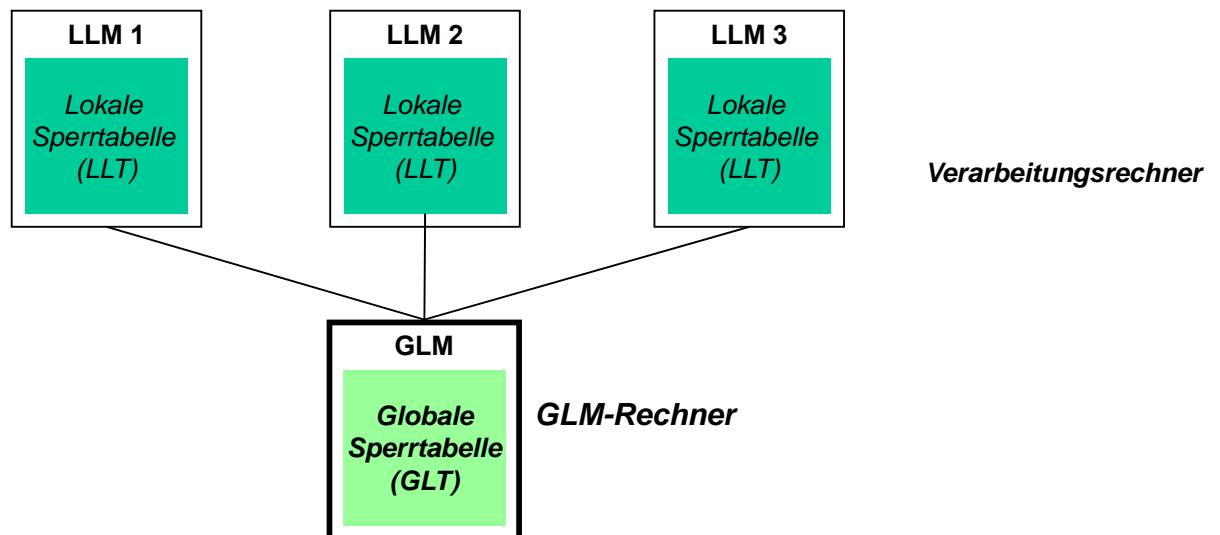 LLM 1
Lokale
Sperrtabelle
(LLT)
LLM 2
Lokale
Sperrtabelle
(LLT)
LLM 3
Lokale
Sperrtabelle
(LLT)
Verarbeitungsrechner
GLM
Globale
Sperrtabelle
(GLT)
GLM-Rechner